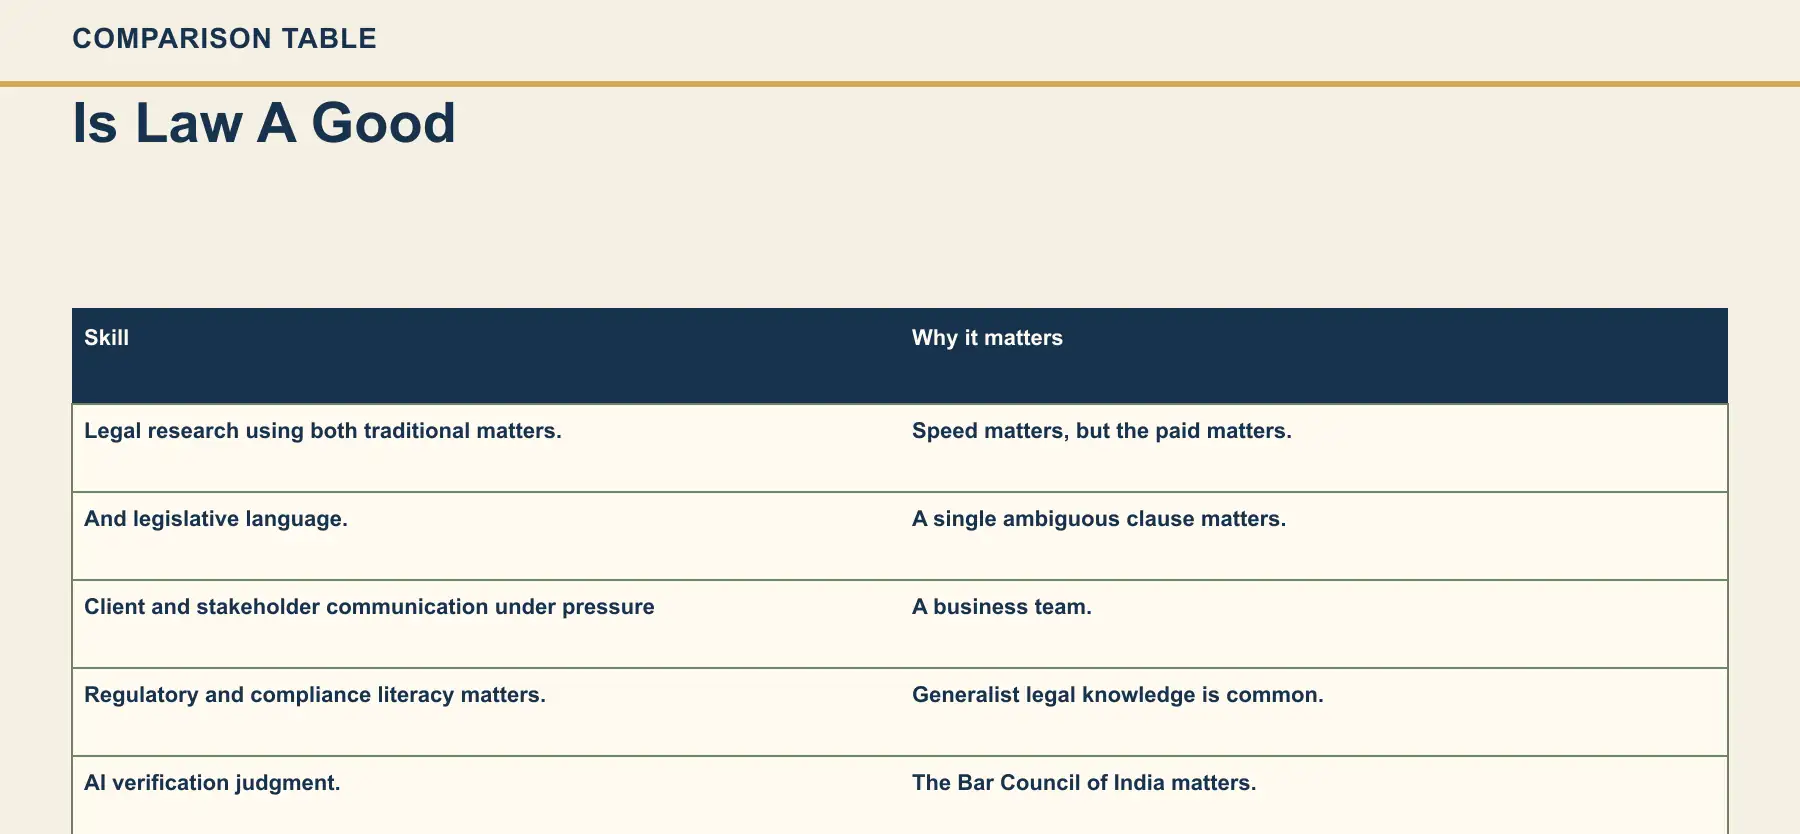 COMPARISON TABLE
Is Law A Good
Skill
Why it matters
Legal research using both traditional matters.
Speed matters, but the paid matters.
And legislative language.
A single ambiguous clause matters.
Client and stakeholder communication under pressure
A business team.
Regulatory and compliance literacy matters.
Generalist legal knowledge is common.
AI verification judgment.
The Bar Council of India matters.